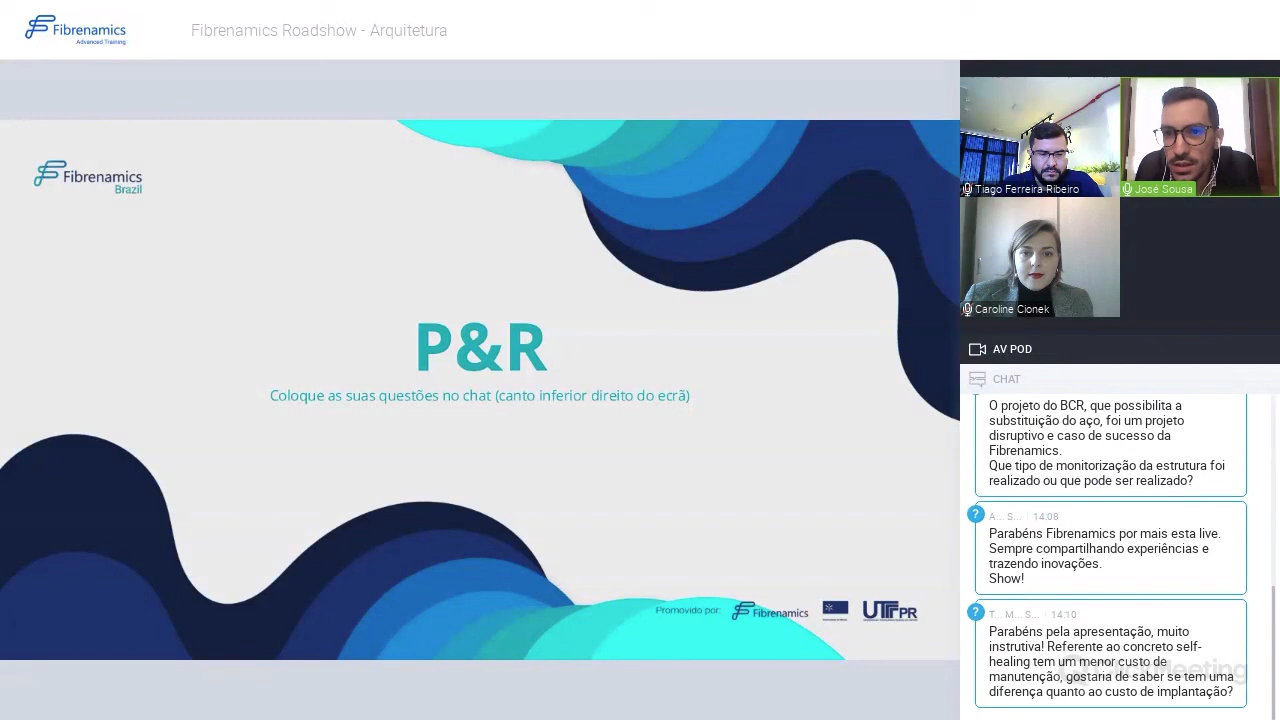 Fibrenamics
Advanced Training
Fibrenamics Roadshow - Arquitetura
Fibrenamics
Brazil
P&R
Coloque as suas questões no chat (canto inferior direito do ecrã)
Promovido por:
Fibrenamics
UTFPR
Tiago Ferreira Ribeiro
José Sousa
Caroline Cionek
AV POD
CHAT
O projeto do BCR, que possibilita a
substituição do aço, foi um projeto
disruptivo e caso de sucesso da
Fibrenamics.
Que tipo de monitorização da estrutura foi
realizado ou que pode ser realizado?
? A... S... 14:08
Parabéns Fibrenamics por mais esta live.
Sempre compartilhando experiências e
trazendo inovações.
Show!
? T... M... S... · 14:10
Parabéns pela apresentação, muito
instrutiva! Referente ao concreto self-
healing tem um menor custo de
manutenção, gostaria de saber se tem uma
diferença quanto ao custo de implantação?
ClickMeeting